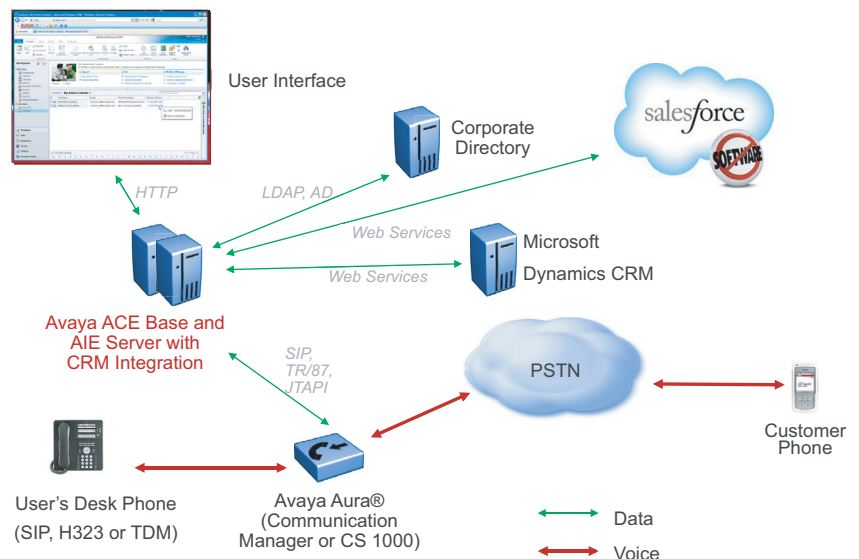 User Interface
Corporate
Directory
salesforce
SOFTWARE
HTTP
LDAP, AD
Web Services
Microsoft
Dynamics CRM
Web Services
Avaya ACE Base and
AIE Server with
CRM Integration
SIP,
TR/87,
JTAPI
PSTN
Customer
Phone
User's Desk Phone
(SIP, H323 or TDM)
Avaya Aura®
(Communication
Manager or CS 1000)
Data
Voice